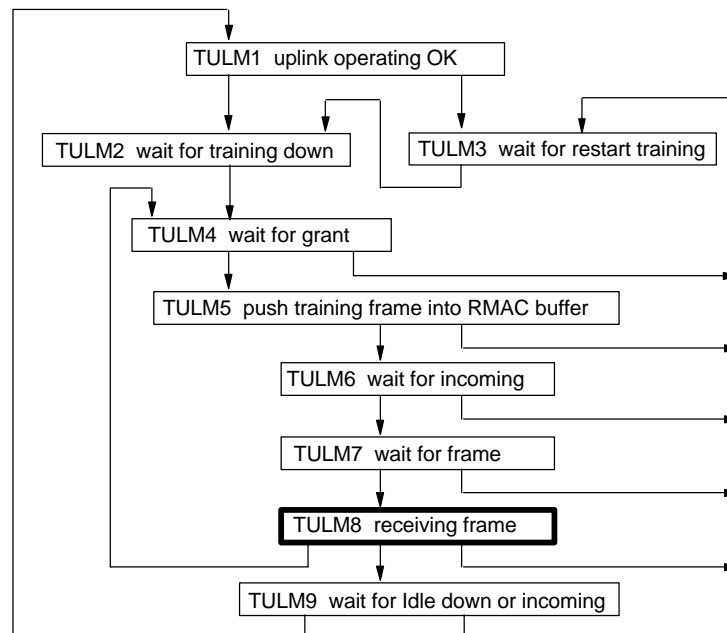 TULM1 uplink operating OK
TULM2 wait for training down
TULM3 wait for restart training
TULM4 wait for grant
TULM5 push training frame into RMAC buffer
TULM6 wait for incoming
TULM7 wait for frame
TULM8 receiving frame
TULM9 wait for Idle down or incoming